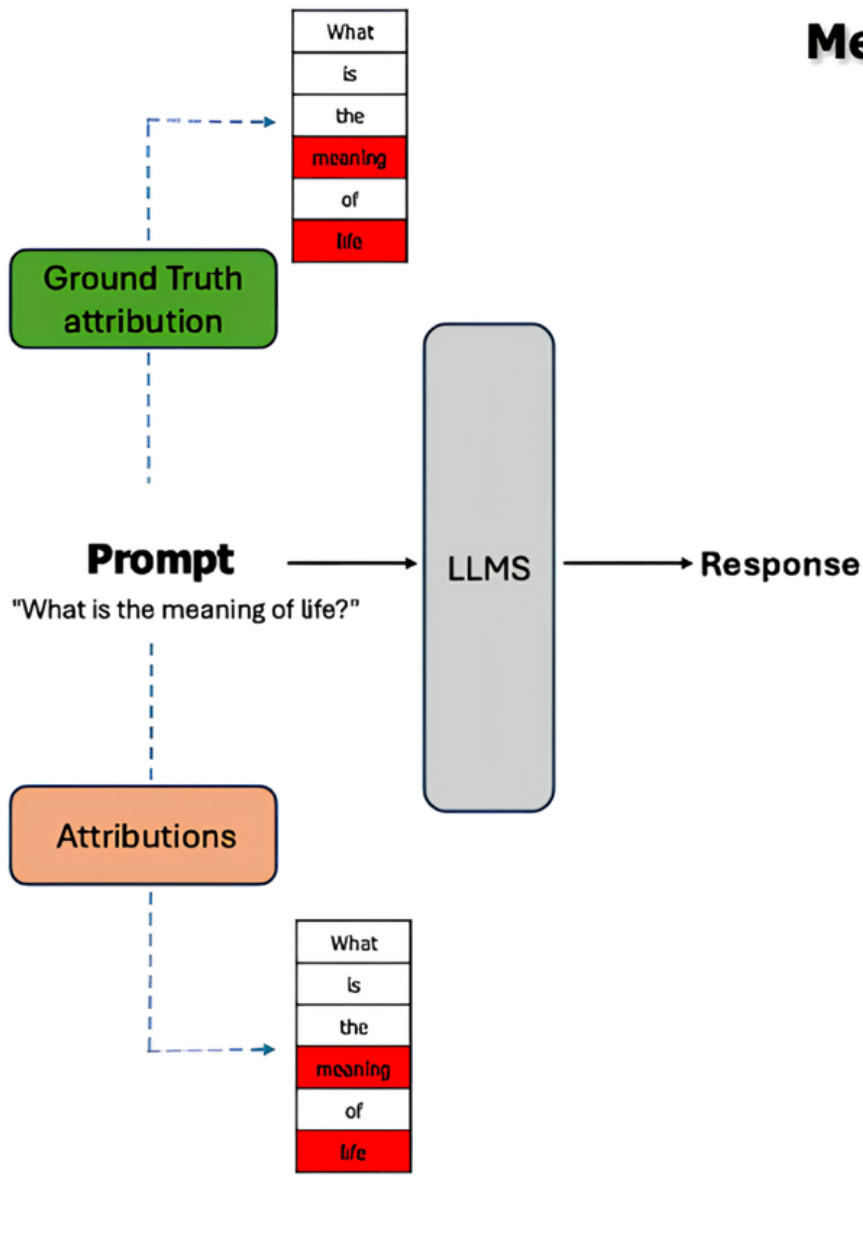 What
is
the
meaning
of
life
Me
Ground Truth
attribution
Prompt
"What is the meaning of life?"
LLMS
Response
Attributions
What
is
the
meaning
of
life